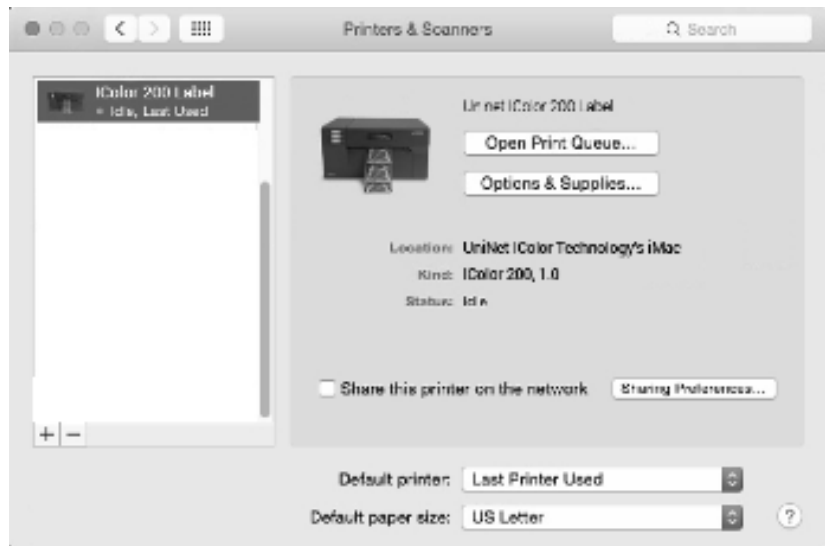 Printers & Scanners
Search
IColor 200 Label
Idle, Last Used
Uninet IColor 200 Label
Open Print Queue...
Options & Supplies...
Location: UniNet IColor Technology's iMac
Kind: IColor 200, 1.0
Status: Idle
Share this printer on the network
Sharing Preferences...
+ −
Default printer: Last Printer Used
Default paper size: US Letter
?